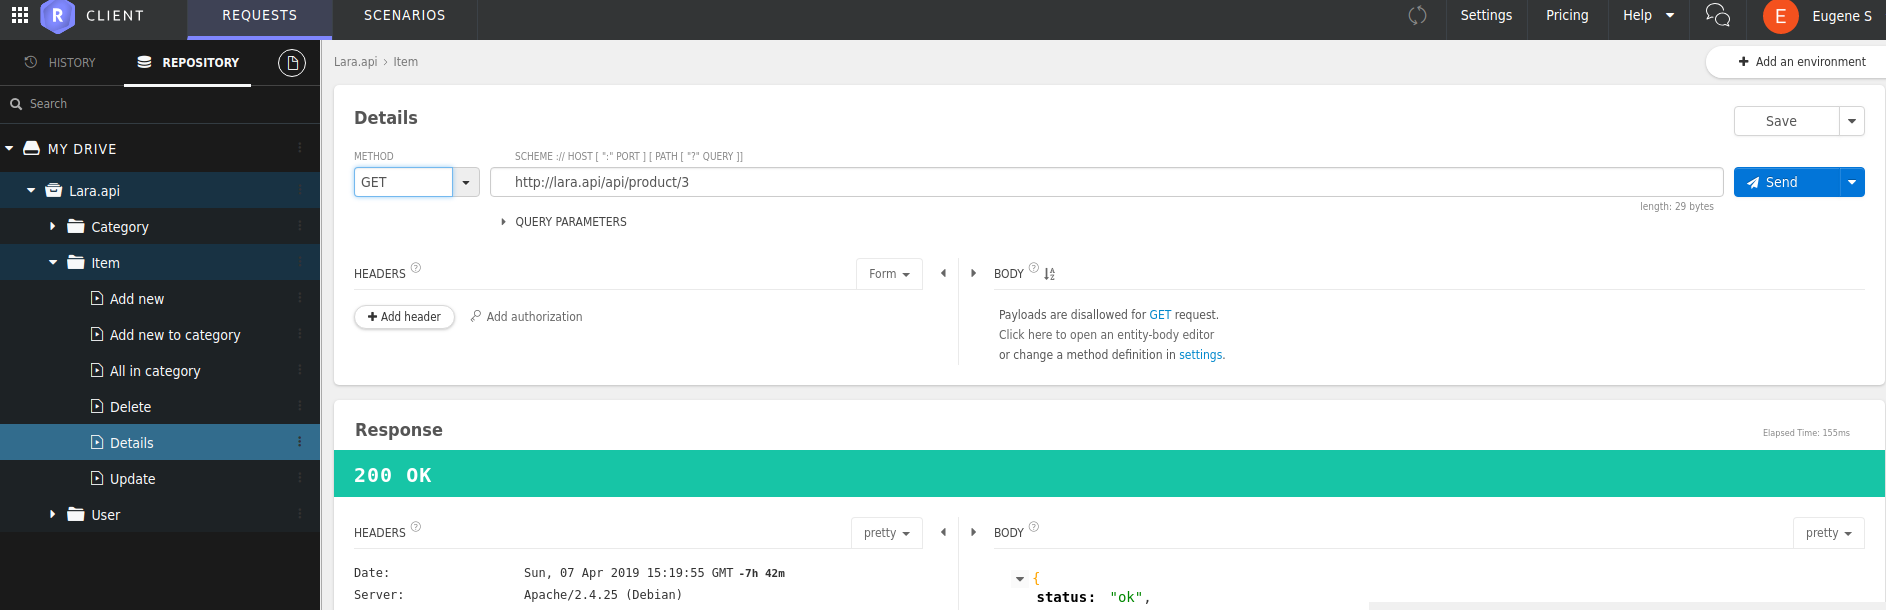 R CLIENT REQUESTS SCENARIOS Settings Pricing Help E Eugene S
HISTORY REPOSITORY
Lara.api › Item
+ Add an environment
Search
MY DRIVE
Lara.api
Category
Item
Add new
Add new to category
All in category
Delete
Details
Update
User
Details
Save
METHOD SCHEME :// HOST [ ":" PORT ] [ PATH [ "?" QUERY ]]
GET http://lara.api/api/product/3 Send
length: 29 bytes
QUERY PARAMETERS
HEADERS ? Form BODY ? A Z
+ Add header Add authorization
Payloads are disallowed for GET request.
Click here to open an entity-body editor
or change a method definition in settings.
Response
Elapsed Time: 155ms
200 OK
HEADERS ? pretty BODY ? pretty
Date: Sun, 07 Apr 2019 15:19:55 GMT -7h 42m
Server: Apache/2.4.25 (Debian)
{
status: "ok",